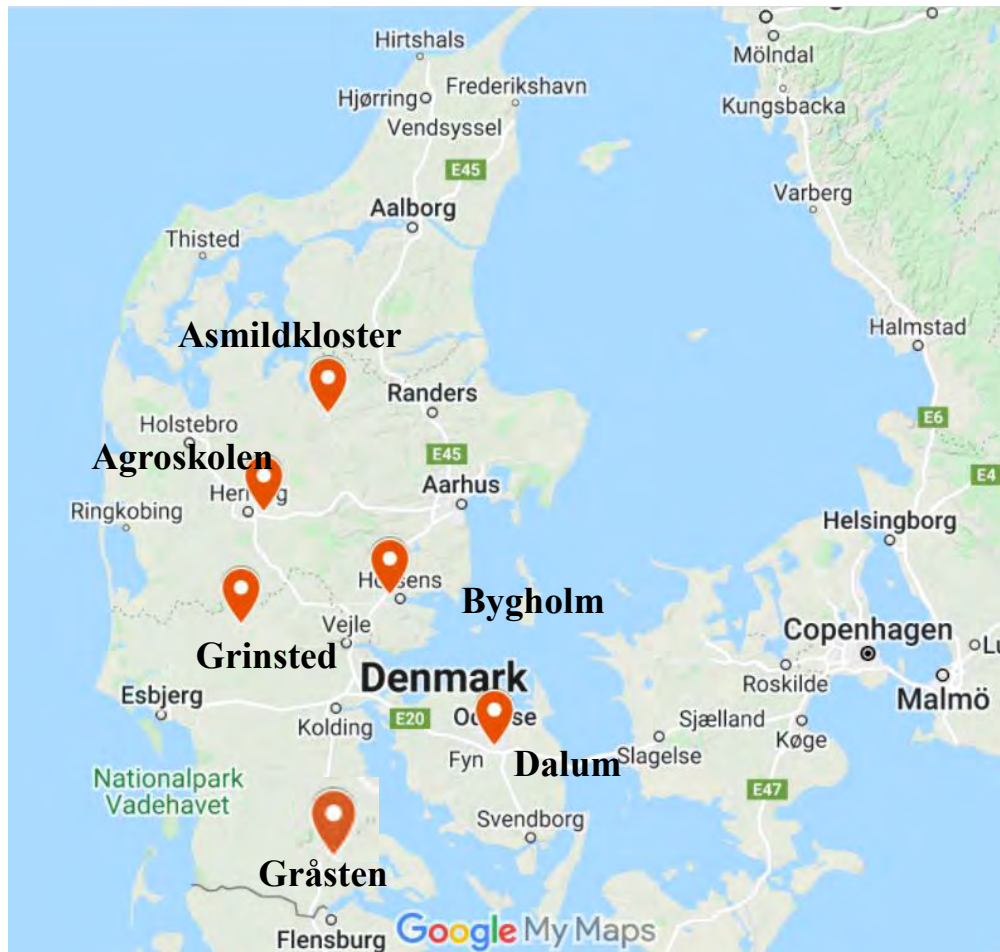 Hirtshals
Mölndal
Frederikshavn
Hjørring
Kungsbacka
Vendsyssel
E45
Varberg
Aalborg
Thisted
Halmstad
Asmildkloster
Randers
E6
Holstebro
Agroskolen
E45
E4
Aarhus
Ringkobing
Helsingborg
Bygholm
Vejle
Copenhagen
Grinsted
Denmark
Roskilde
Malmö
Esbjerg
Kolding
E20
Sjælland
Køge
Slagelse
Fyn
Dalum
Nationalpark
Vadehavet
E47
Svendborg
Gråsten
Flensburg
Google My Maps